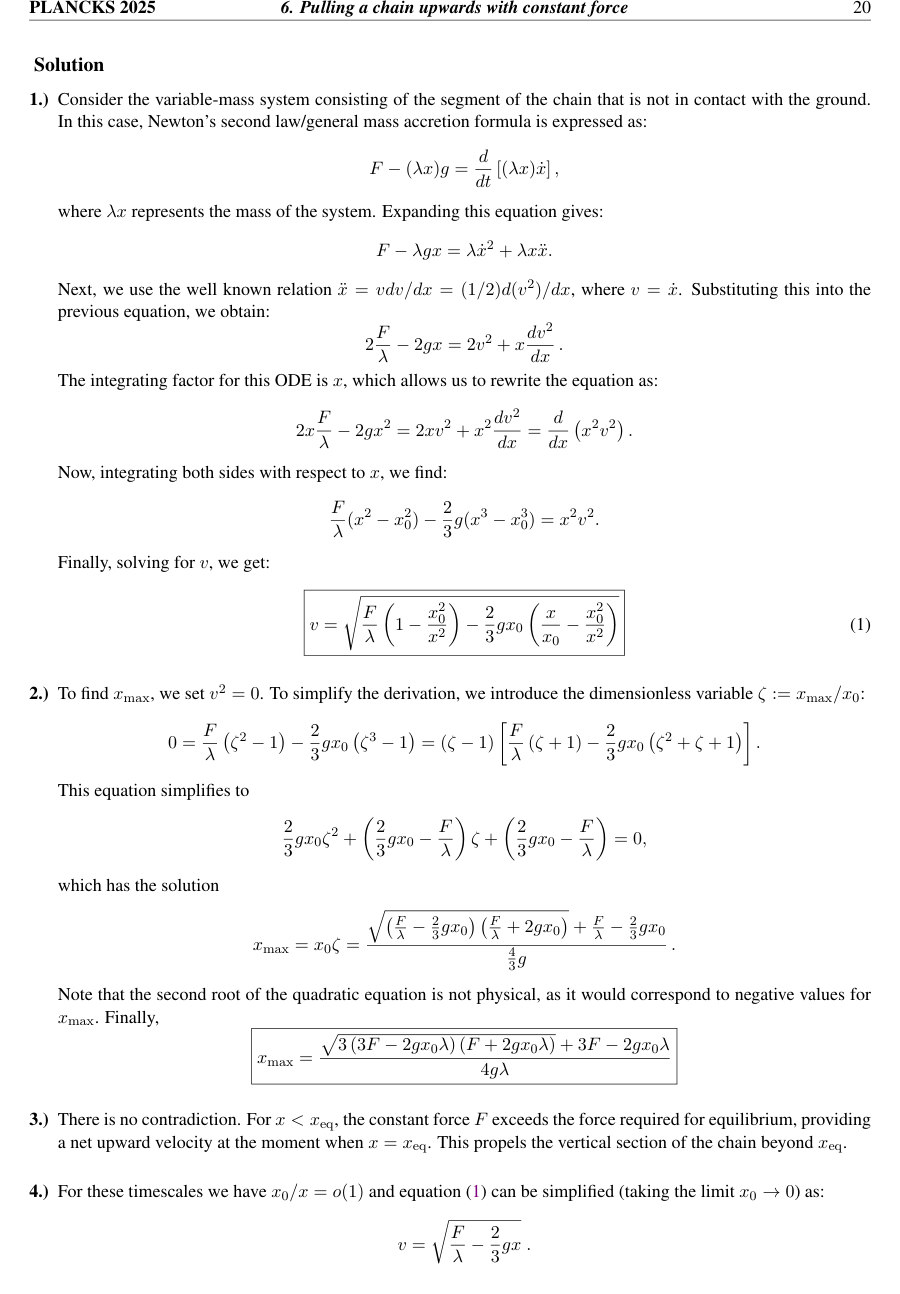 PLANCKS 2025 6. Pulling a chain upwards with constant force 20
Solution
1.) Consider the variable-mass system consisting of the segment of the chain that is not in contact with the ground.
In this case, Newton's second law/general mass accretion formula is expressed as:
F − (λx)g = d/dt [(λx)ẋ] ,
where λx represents the mass of the system. Expanding this equation gives:
F − λgx = λẋ² + λxẍ.
Next, we use the well known relation ẍ = vdv/dx = (1/2)d(v²)/dx, where v = ẋ. Substituting this into the
previous equation, we obtain:
2 F/λ − 2gx = 2v² + x dv²/dx .
The integrating factor for this ODE is x, which allows us to rewrite the equation as:
2x F/λ − 2gx² = 2xv² + x² dv²/dx = d/dx (x²v²) .
Now, integrating both sides with respect to x, we find:
F/λ (x² − x₀²) − 2/3 g(x³ − x₀³) = x²v².
Finally, solving for v, we get:
v = √( F/λ (1 − x₀²/x²) − 2/3 gx₀ (x/x₀ − x₀²/x²) ) (1)
2.) To find x_max, we set v² = 0. To simplify the derivation, we introduce the dimensionless variable ζ := x_max/x₀:
0 = F/λ (ζ² − 1) − 2/3 gx₀ (ζ³ − 1) = (ζ − 1) [ F/λ (ζ + 1) − 2/3 gx₀ (ζ² + ζ + 1) ] .
This equation simplifies to
2/3 gx₀ζ² + (2/3 gx₀ − F/λ) ζ + (2/3 gx₀ − F/λ) = 0,
which has the solution
x_max = x₀ζ = ( √( (F/λ − 2/3 gx₀) (F/λ + 2gx₀) ) + F/λ − 2/3 gx₀ ) / ( 4/3 g ) .
Note that the second root of the quadratic equation is not physical, as it would correspond to negative values for
x_max. Finally,
x_max = ( √( 3 (3F − 2gx₀λ) (F + 2gx₀λ) ) + 3F − 2gx₀λ ) / ( 4gλ )
3.) There is no contradiction. For x < x_eq, the constant force F exceeds the force required for equilibrium, providing
a net upward velocity at the moment when x = x_eq. This propels the vertical section of the chain beyond x_eq.
4.) For these timescales we have x₀/x = o(1) and equation (1) can be simplified (taking the limit x₀ → 0) as:
v = √( F/λ − 2/3 gx ) .